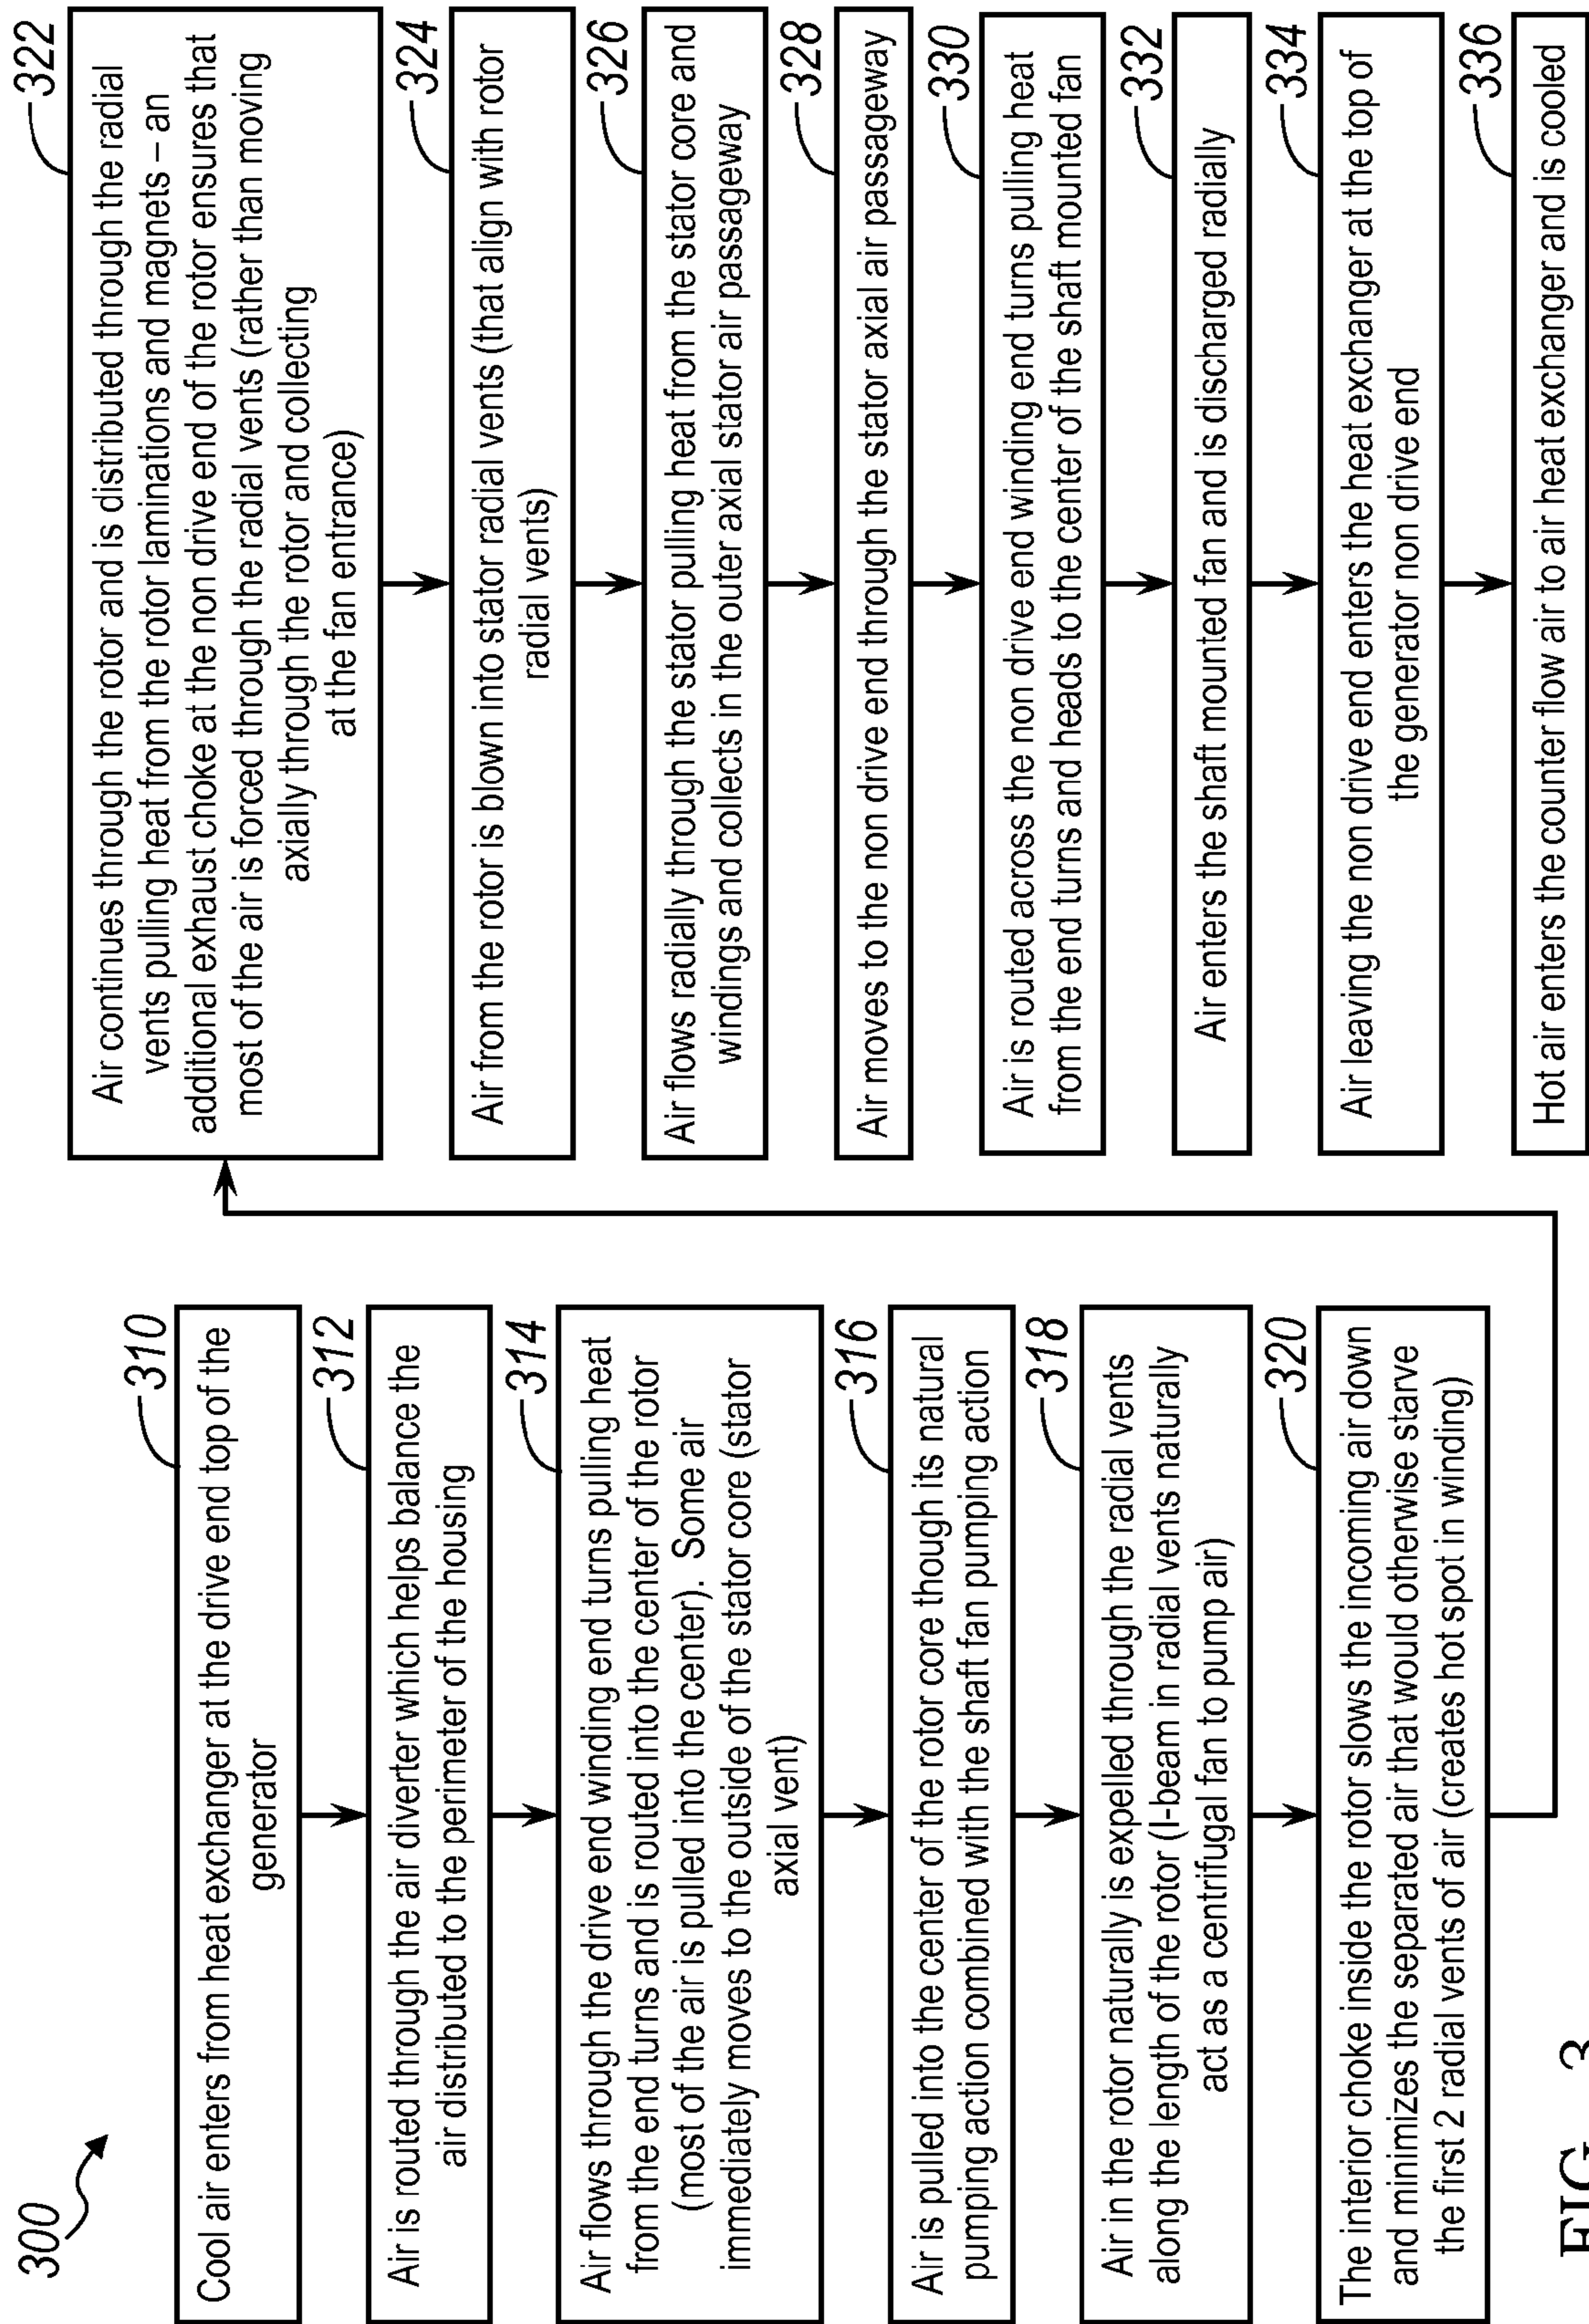 300
310
Cool air enters from heat exchanger at the drive end top of the
generator
312
Air is routed through the air diverter which helps balance the
air distributed to the perimeter of the housing
314
Air flows through the drive end winding end turns pulling heat
from the end turns and is routed into the center of the rotor
(most of the air is pulled into the center). Some air
immediately moves to the outside of the stator core (stator
axial vent)
316
Air is pulled into the center of the rotor core though its natural
pumping action combined with the shaft fan pumping action
318
Air in the rotor naturally is expelled through the radial vents
along the length of the rotor (I-beam in radial vents naturally
act as a centrifugal fan to pump air)
320
The interior choke inside the rotor slows the incoming air down
and minimizes the separated air that would otherwise starve
the first 2 radial vents of air (creates hot spot in winding)
322
Air continues through the rotor and is distributed through the radial
vents pulling heat from the rotor laminations and magnets – an
additional exhaust choke at the non drive end of the rotor ensures that
most of the air is forced through the radial vents (rather than moving
axially through the rotor and collecting
at the fan entrance)
324
Air from the rotor is blown into stator radial vents (that align with rotor
radial vents)
326
Air flows radially through the stator pulling heat from the stator core and
windings and collects in the outer axial stator air passageway
328
Air moves to the non drive end through the stator axial air passageway
330
Air is routed across the non drive end winding end turns pulling heat
from the end turns and heads to the center of the shaft mounted fan
332
Air enters the shaft mounted fan and is discharged radially
334
Air leaving the non drive end enters the heat exchanger at the top of
the generator non drive end
336
Hot air enters the counter flow air to air heat exchanger and is cooled
FIG. 3